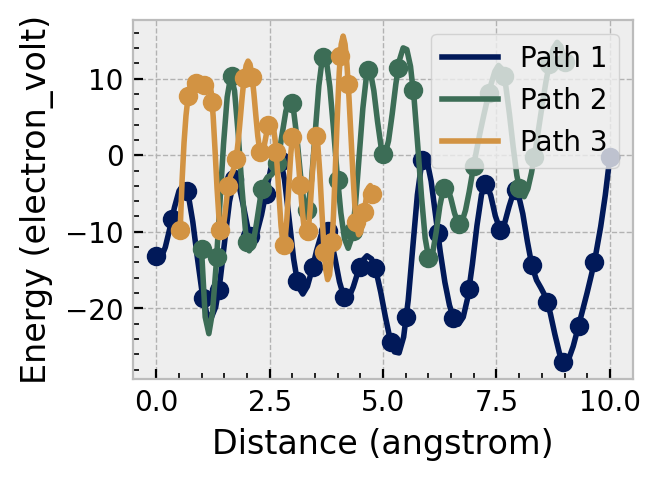 Energy (electron_volt)
10
0
−10
−20
0.0 2.5 5.0 7.5 10.0
Distance (angstrom)
Path 1
Path 2
Path 3